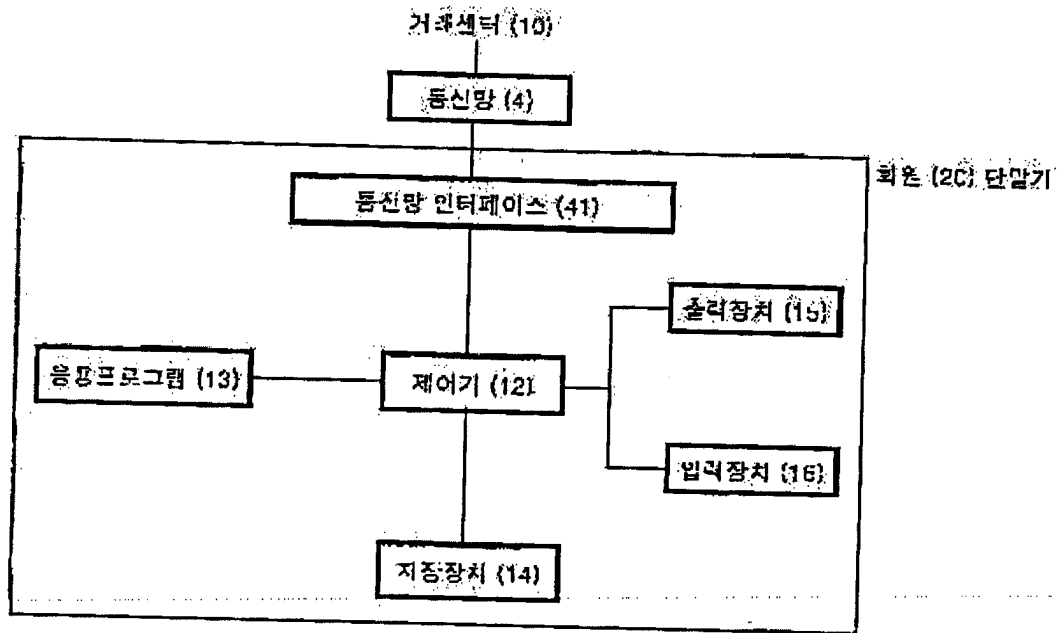 거래센터 (10)
통신망 (4)
회원 (20) 단말기
통신망 인터페이스 (41)
출력장치 (15)
응용프로그램 (13)
제어기 (12)
입력장치 (16)
저장장치 (14)